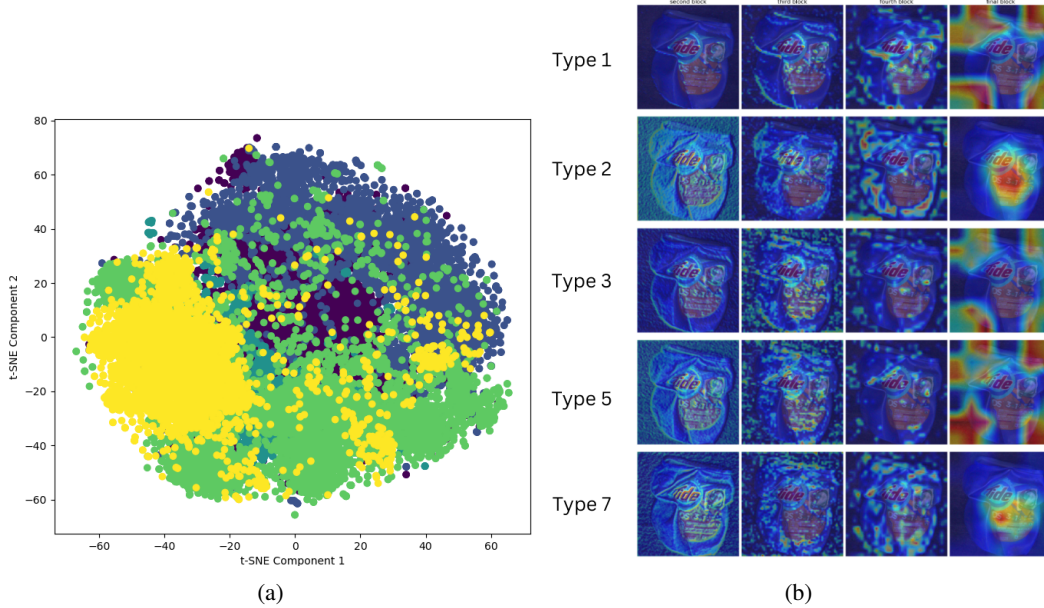 80
60
40
20
0
−20
−40
−60
t-SNE Component 2
−60 −40 −20 0 20 40 60
t-SNE Component 1
(a)
second block third block fourth block final block
Type 1
Type 2
Type 3
Type 5
Type 7
(b)